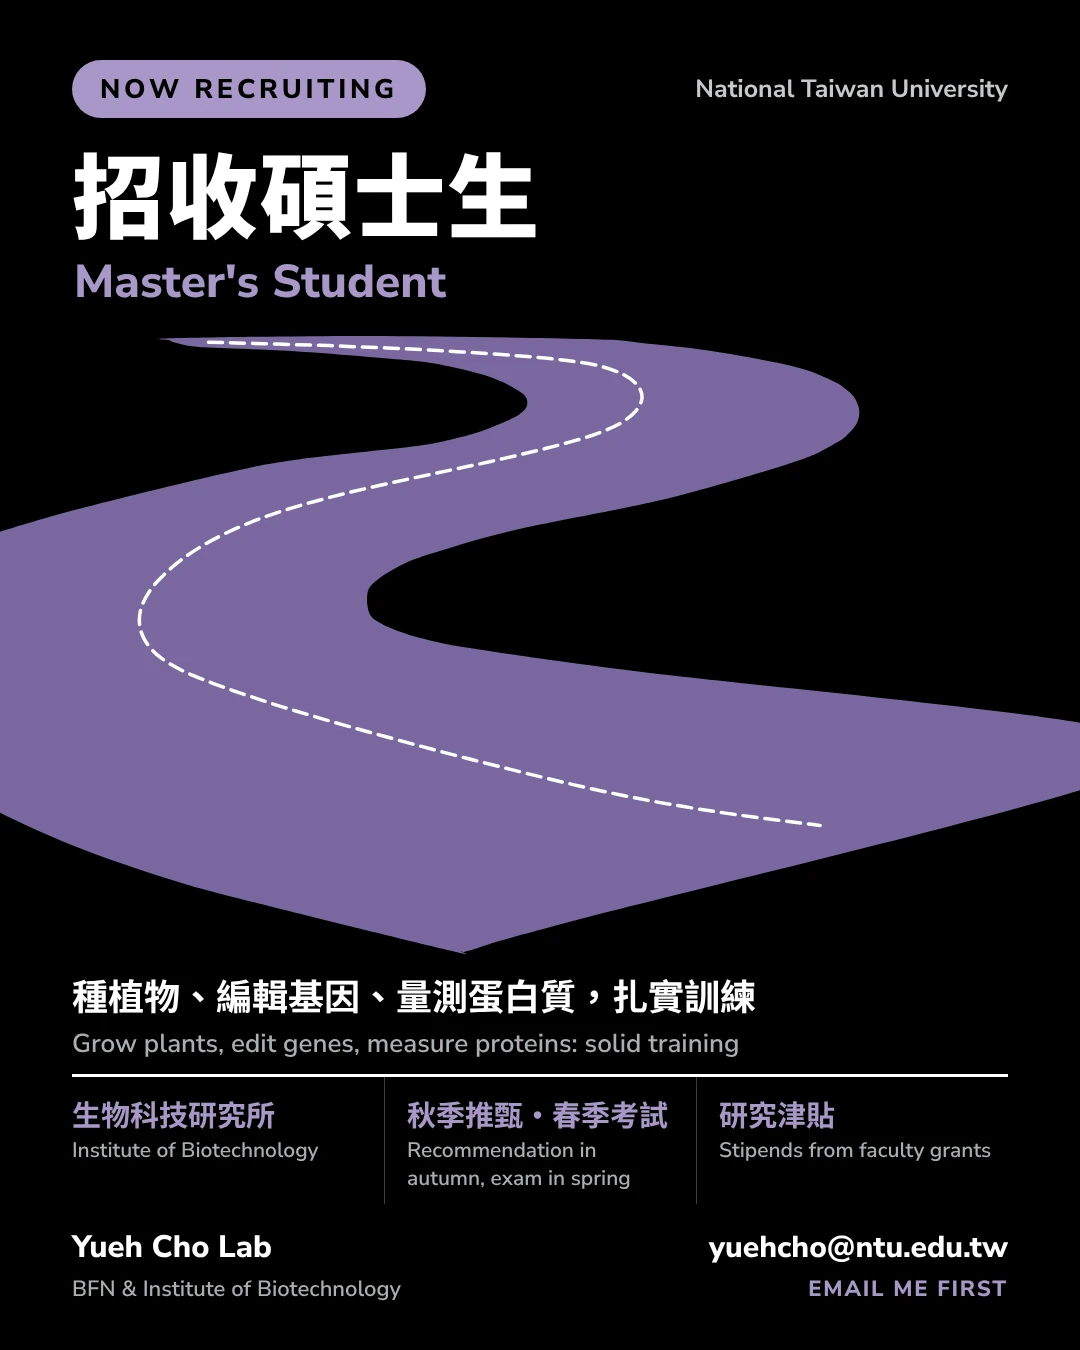 NOW RECRUITING
National Taiwan University
招收碩士生
Master's Student
種植物、編輯基因、量測蛋白質，扎實訓練
Grow plants, edit genes, measure proteins: solid training
生物科技研究所
Institute of Biotechnology
秋季推甄・春季考試
Recommendation in
autumn, exam in spring
研究津貼
Stipends from faculty grants
Yueh Cho Lab
BFN & Institute of Biotechnology
yuehcho@ntu.edu.tw
EMAIL ME FIRST